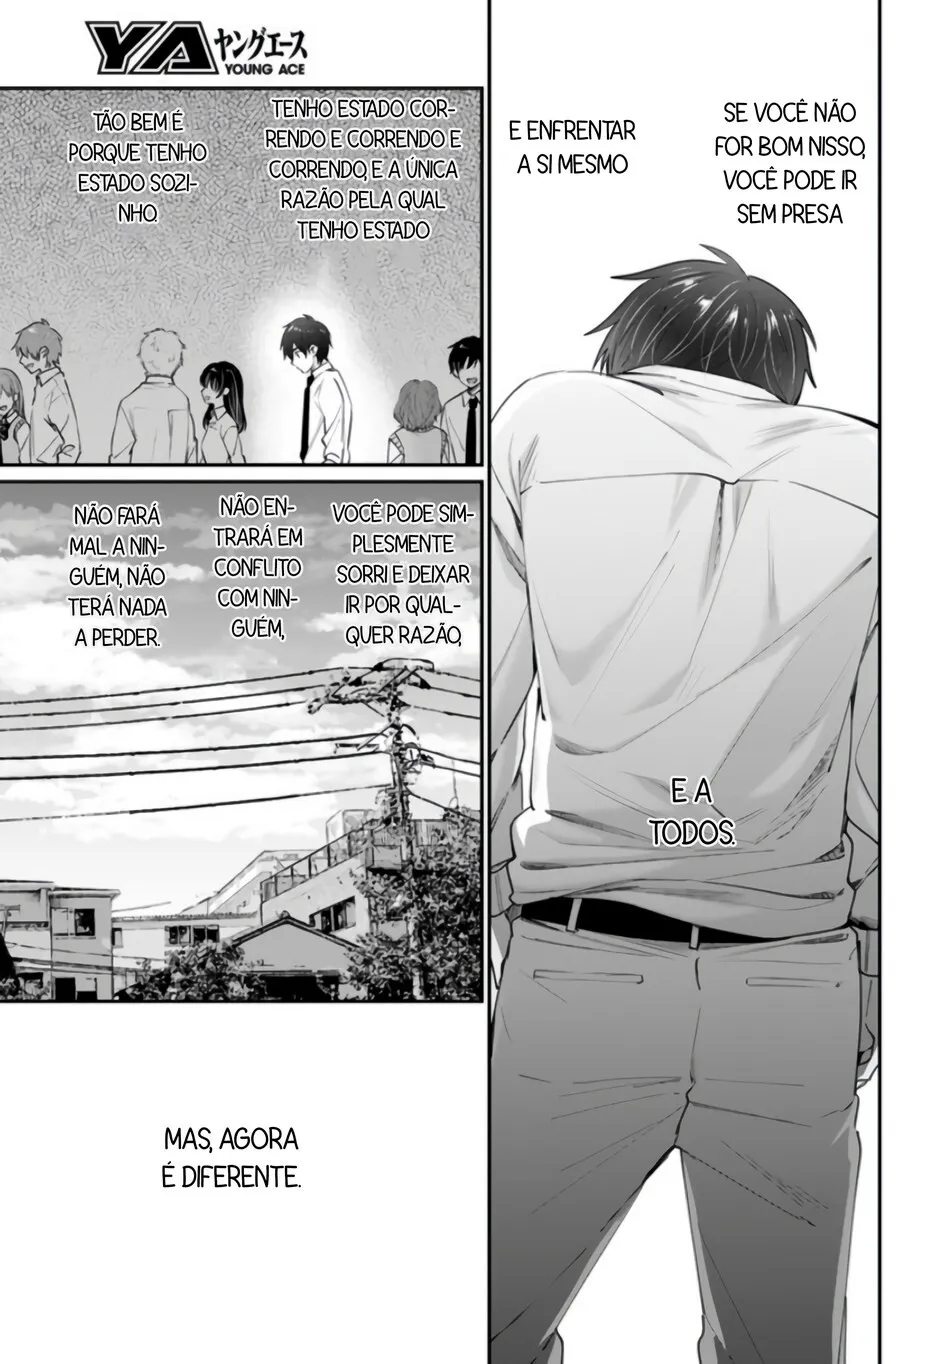 YA ヤングエース
YOUNG ACE
SE VOCÊ NÃO
FOR BOM NISSO,
VOCÊ PODE IR
SEM PRESA
E ENFRENTAR
A SI MESMO
E A
TODOS.
TENHO ESTADO COR-
RENDO E CORRENDO E
CORRENDO, E A ÚNICA
RAZÃO PELA QUAL
TENHO ESTADO
TÃO BEM É
PORQUE TENHO
ESTADO SOZI-
NHO.
VOCÊ PODE SIM-
PLESMENTE
SORRI E DEIXAR
IR POR QUAL-
QUER RAZÃO,
NÃO EN-
TRARÁ EM
CONFLITO
COM NIN-
GUÉM,
NÃO FARÁ
MAL A NIN-
GUÉM, NÃO
TERÁ NADA
A PERDER.
MAS, AGORA
É DIFERENTE.